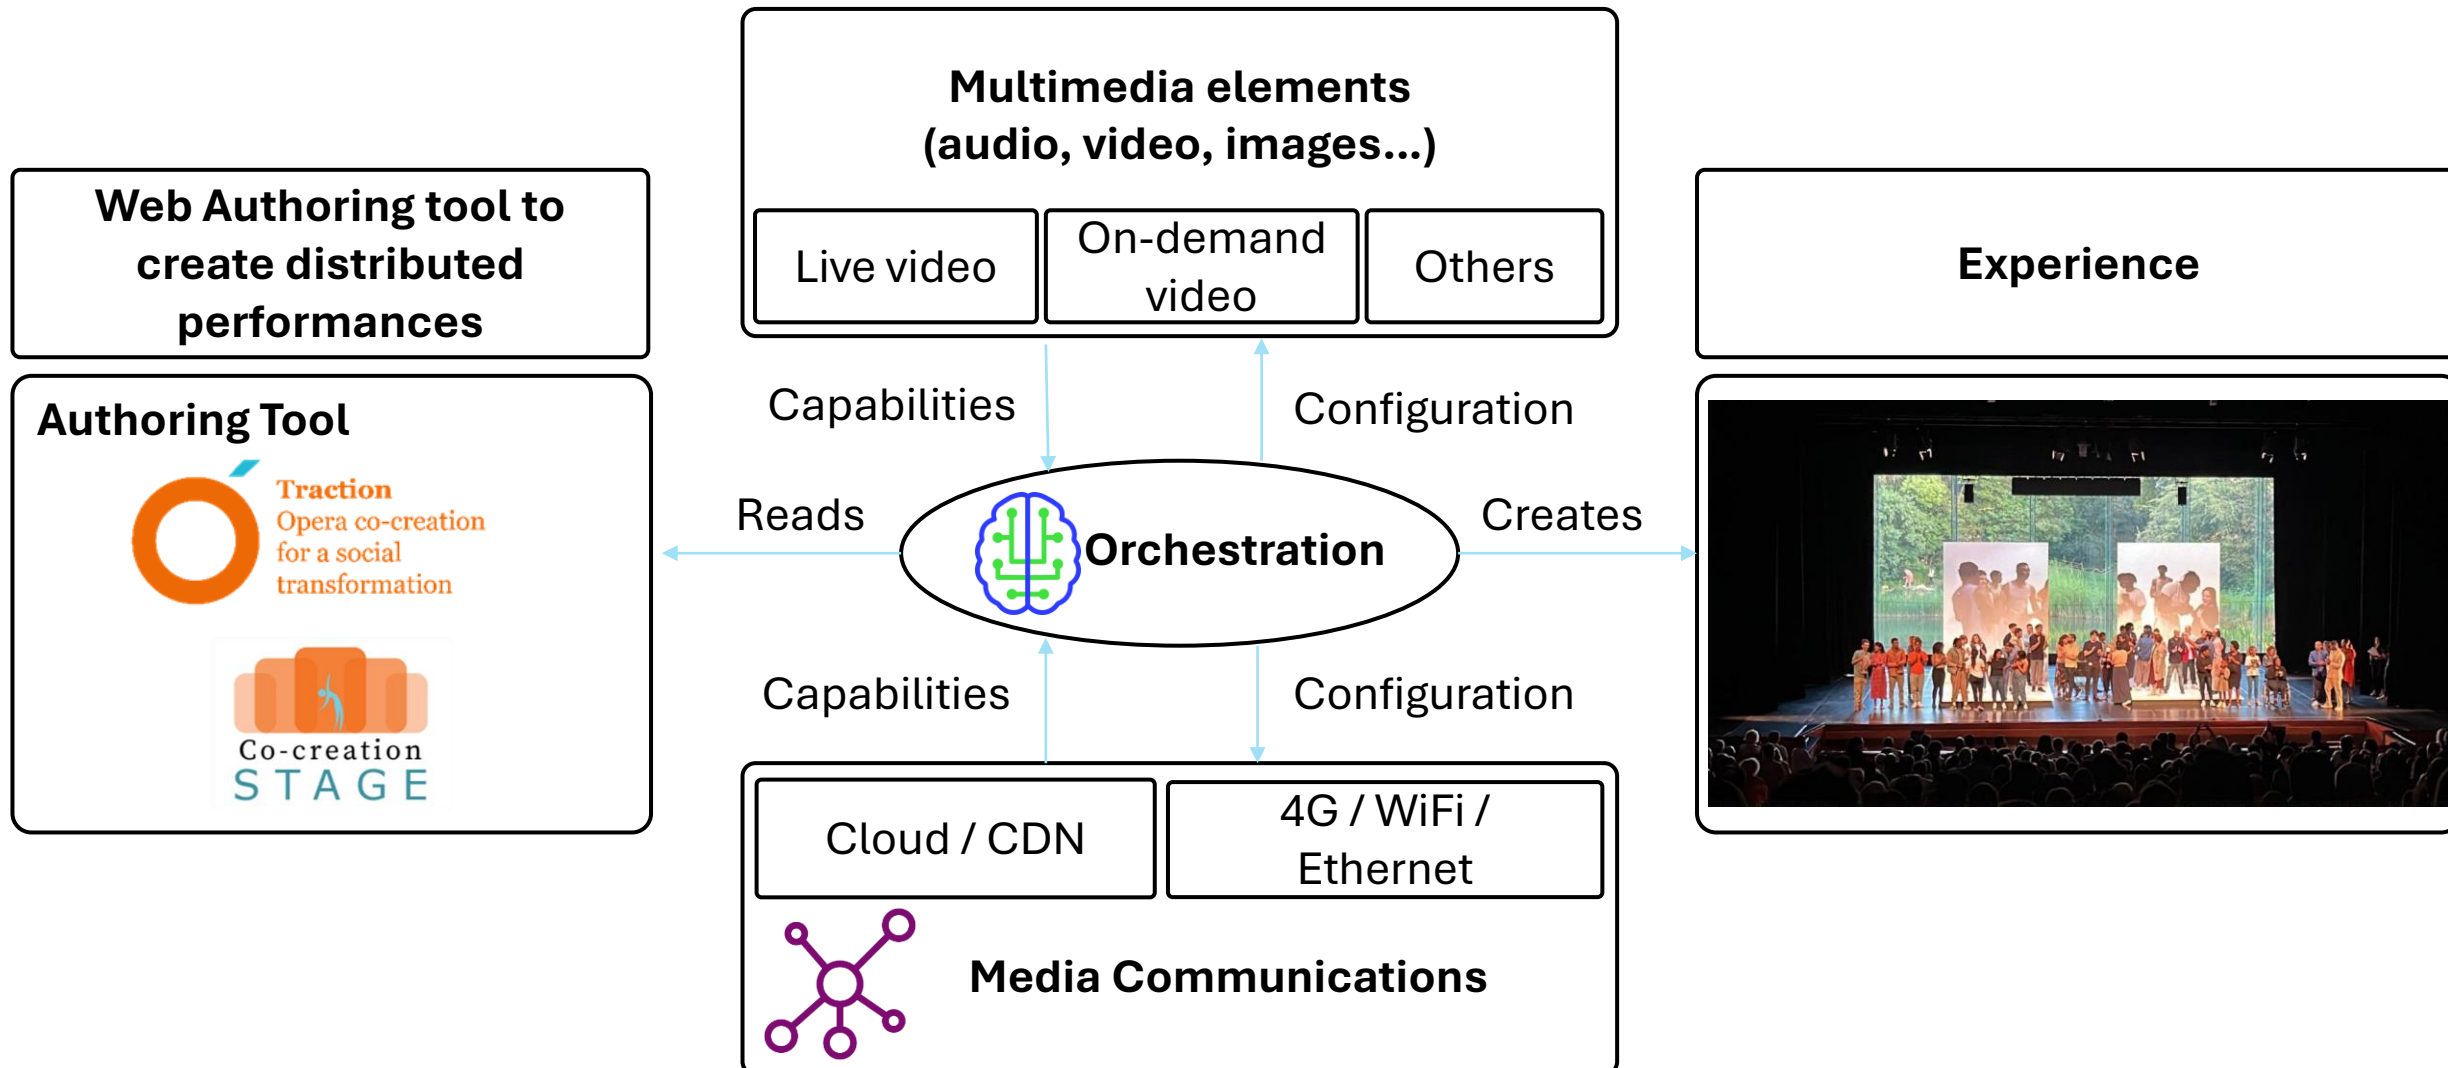 Multimedia elements
(audio, video, images...)
Live video
On-demand
video
Others
Web Authoring tool to
create distributed
performances
Experience
Authoring Tool
Traction
Opera co-creation
for a social
transformation
Co-creation
STAGE
Capabilities
Configuration
Reads
Orchestration
Creates
Capabilities
Configuration
Cloud / CDN
4G / WiFi /
Ethernet
Media Communications